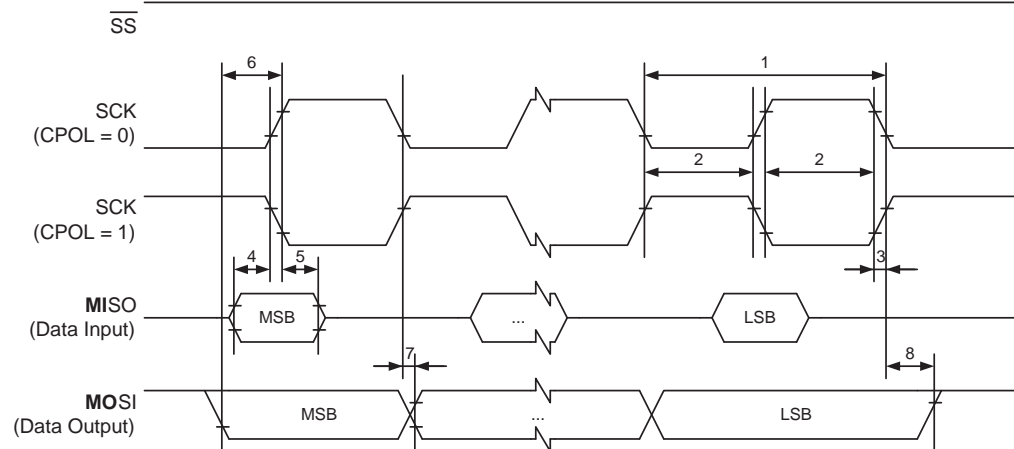 SS
6
1
SCK
(CPOL = 0)
2
2
SCK
(CPOL = 1)
4
5
3
MISO
(Data Input)
MSB
...
LSB
7
8
MOSI
(Data Output)
MSB
...
LSB